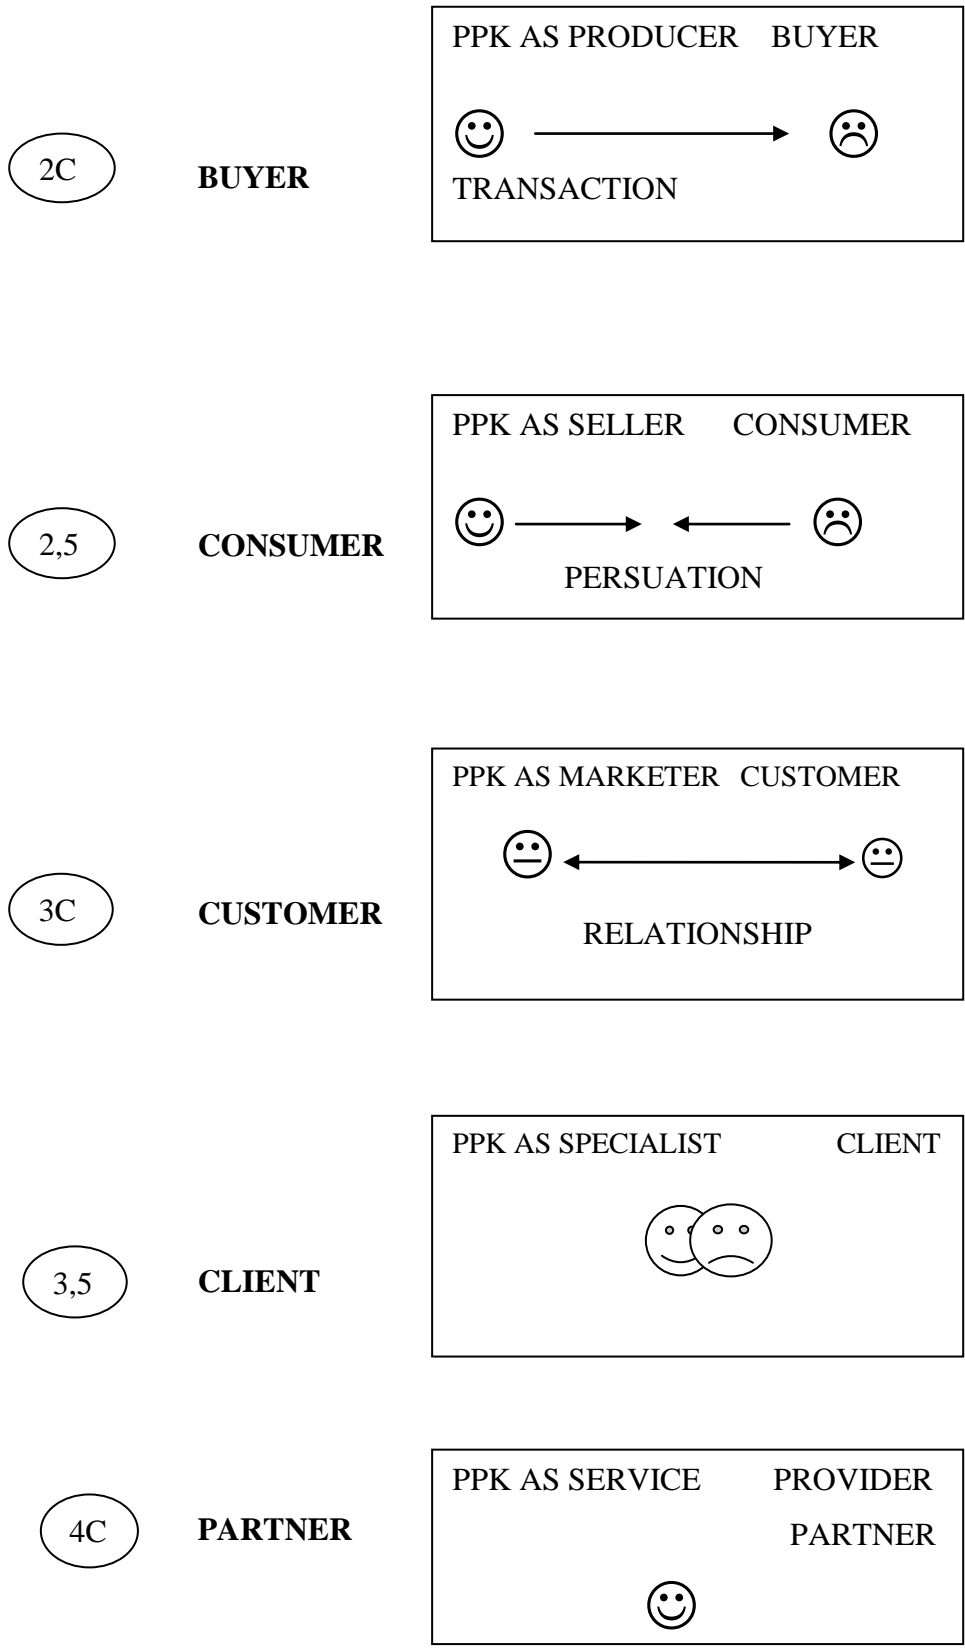 PPK AS PRODUCER BUYER
2C BUYER
TRANSACTION
PPK AS SELLER CONSUMER
2,5 CONSUMER
PERSUATION
PPK AS MARKETER CUSTOMER
3C CUSTOMER
RELATIONSHIP
PPK AS SPECIALIST CLIENT
3,5 CLIENT
PPK AS SERVICE PROVIDER
4C PARTNER
PARTNER